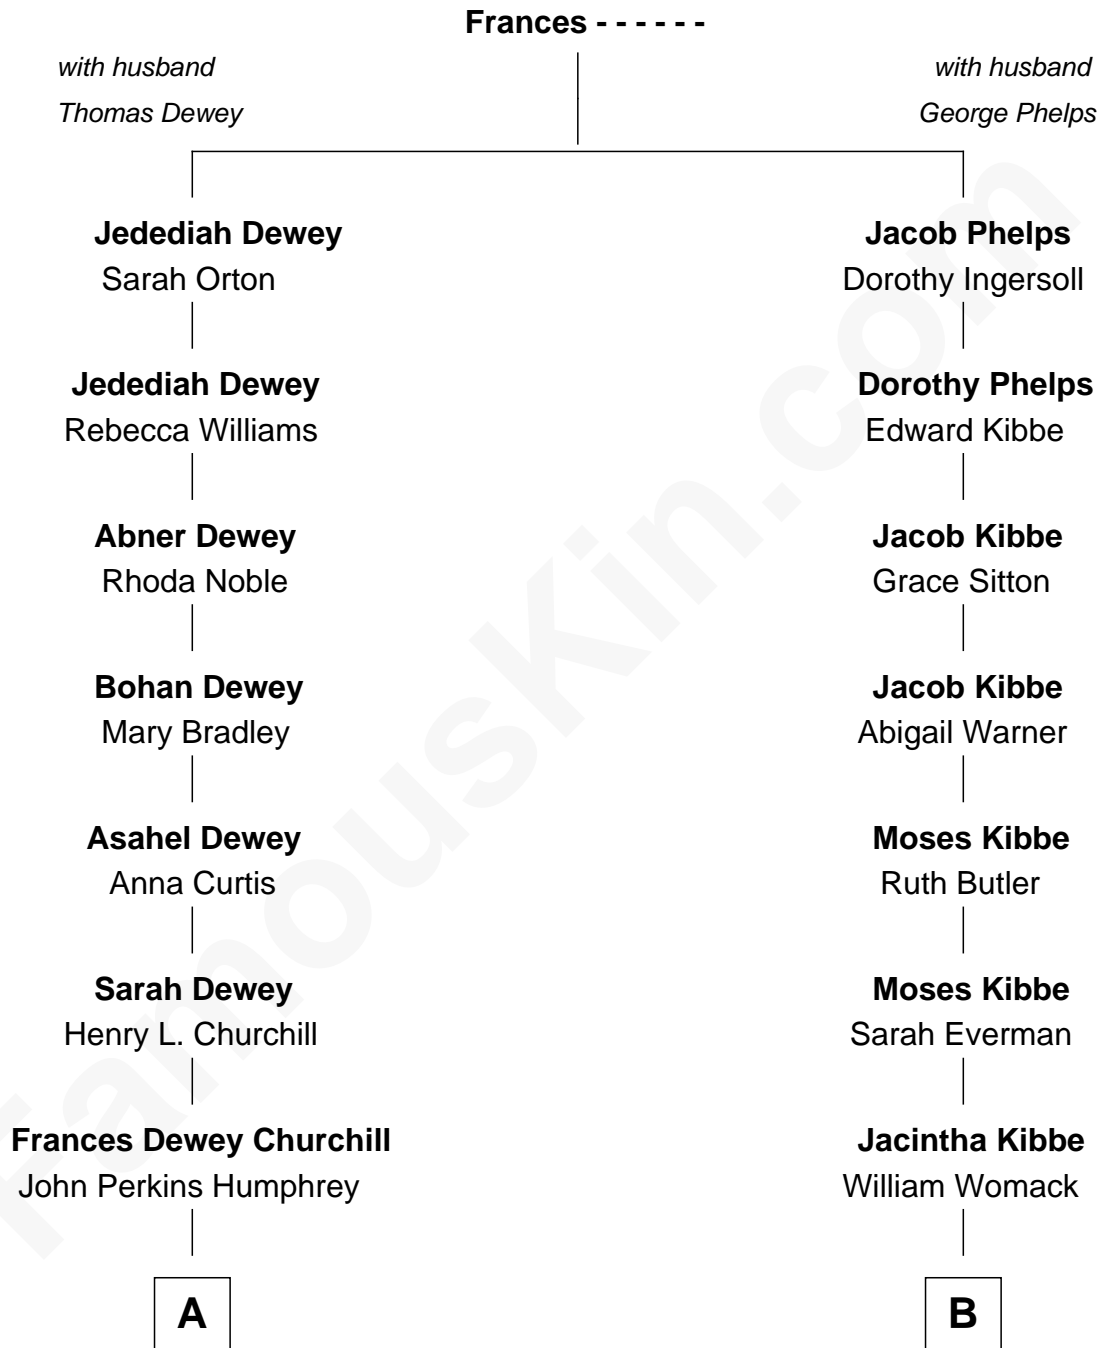 Frances - - - - - -
with husband
Thomas Dewey
with husband
George Phelps
Jedediah Dewey
Sarah Orton
Jacob Phelps
Dorothy Ingersoll
Jedediah Dewey
Rebecca Williams
Dorothy Phelps
Edward Kibbe
Abner Dewey
Rhoda Noble
Jacob Kibbe
Grace Sitton
Bohan Dewey
Mary Bradley
Jacob Kibbe
Abigail Warner
Asahel Dewey
Anna Curtis
Moses Kibbe
Ruth Butler
Sarah Dewey
Henry L. Churchill
Moses Kibbe
Sarah Everman
Frances Dewey Churchill
John Perkins Humphrey
Jacintha Kibbe
William Womack
A
B
FamousKin.com